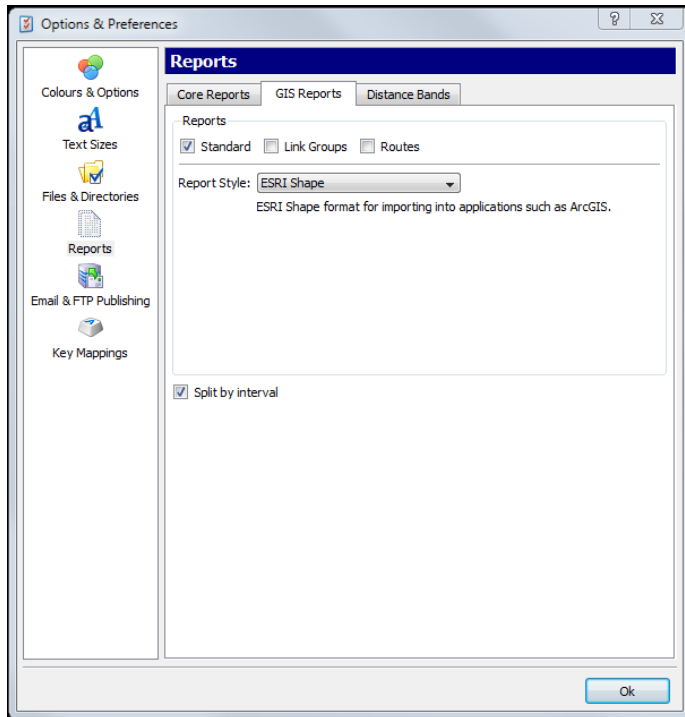 Options & Preferences
Reports
Colours & Options
Text Sizes
Files & Directories
Reports
Email & FTP Publishing
Key Mappings
Core Reports GIS Reports Distance Bands
Reports
Standard Link Groups Routes
Report Style: ESRI Shape
ESRI Shape format for importing into applications such as ArcGIS.
Split by interval
Ok